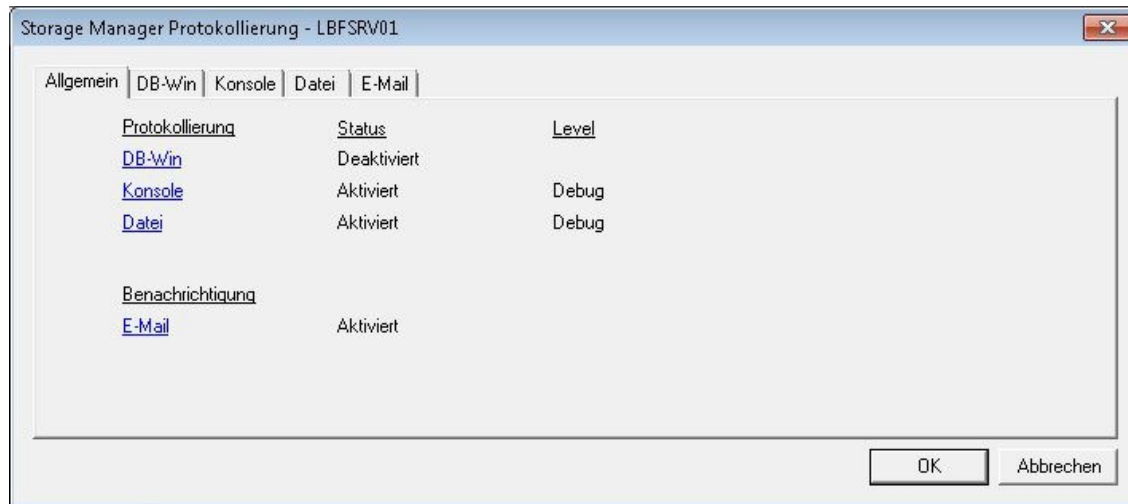 Storage Manager Protokollierung - LBFSRV01
Allgemein DB-Win Konsole Datei E-Mail
Protokollierung Status Level
DB-Win Deaktiviert
Konsole Aktiviert Debug
Datei Aktiviert Debug
Benachrichtigung
E-Mail Aktiviert
OK Abbrechen